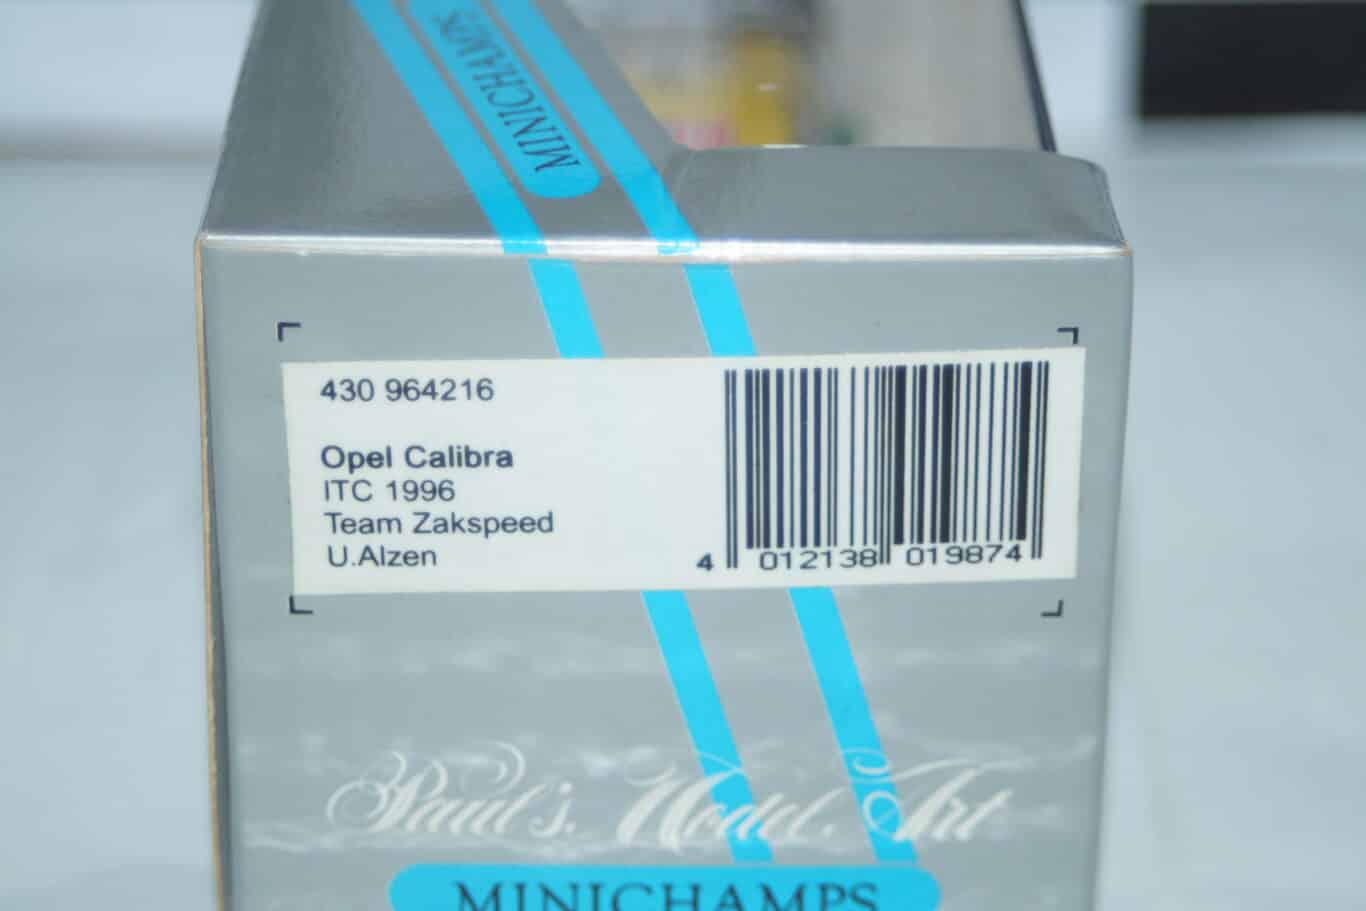 MINICHAMPS
430 964216
Opel Calibra
ITC 1996
Team Zakspeed
U.Alzen
4 012138 019874
Paul's Model Art
MINICHAMPS